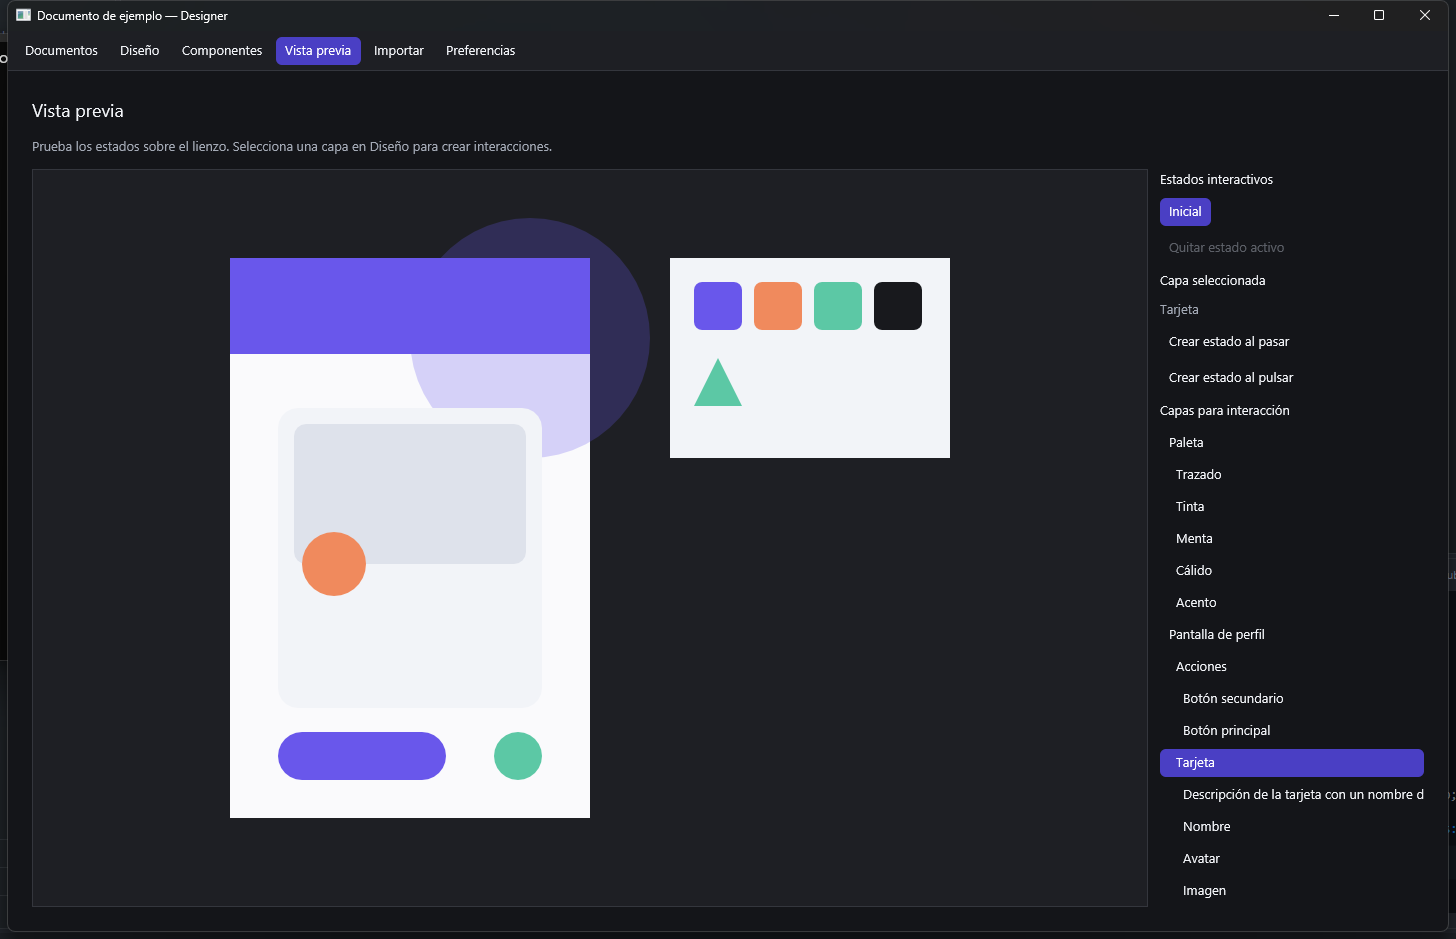 Documento de ejemplo — Designer
Documentos Diseño Componentes Vista previa Importar Preferencias
Vista previa
Prueba los estados sobre el lienzo. Selecciona una capa en Diseño para crear interacciones.
Estados interactivos
Inicial
Quitar estado activo
Capa seleccionada
Tarjeta
Crear estado al pasar
Crear estado al pulsar
Capas para interacción
Paleta
Trazado
Tinta
Menta
Cálido
Acento
Pantalla de perfil
Acciones
Botón secundario
Botón principal
Tarjeta
Descripción de la tarjeta con un nombre d
Nombre
Avatar
Imagen